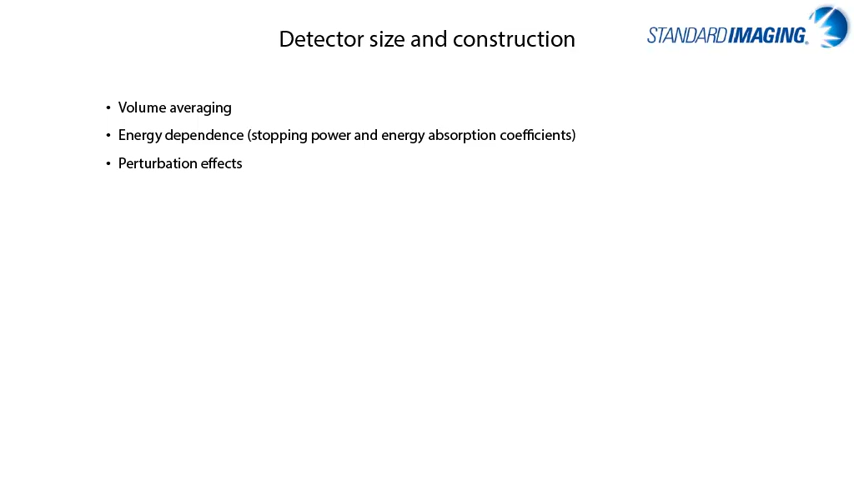 Detector size and construction
STANDARD IMAGING®
• Volume averaging
• Energy dependence (stopping power and energy absorption coefficients)
• Perturbation effects